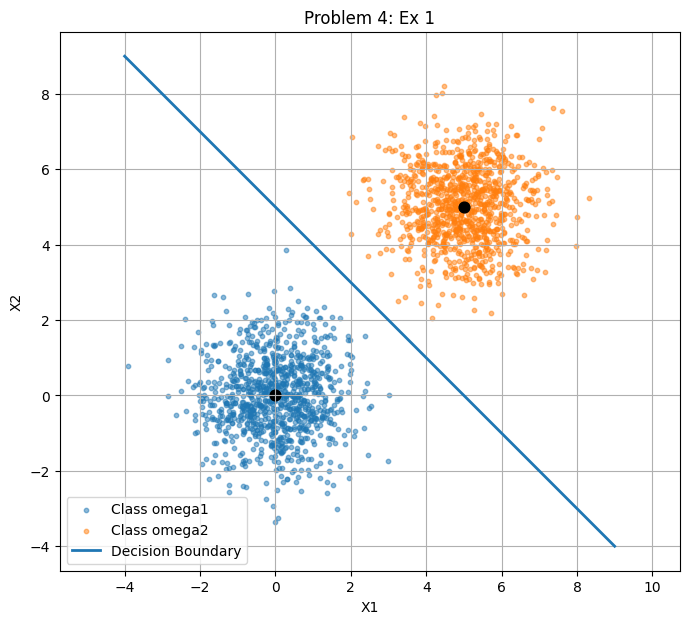 Problem 4: Ex 1
X2
8
6
4
2
0
−2
−4
Class omega1
Class omega2
Decision Boundary
−4 −2 0 2 4 6 8 10
X1